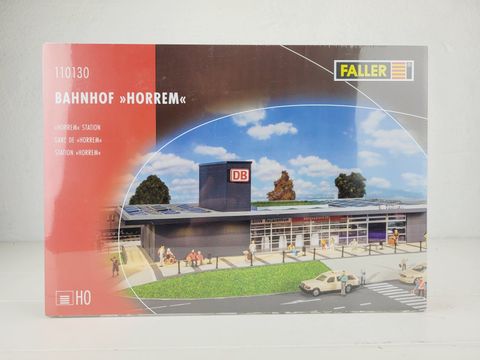 110130
FALLER
BAHNHOF »HORREM«
»HORREM« STATION
GARE DE »HORREM«
STATION »HORREM«
DB
H0